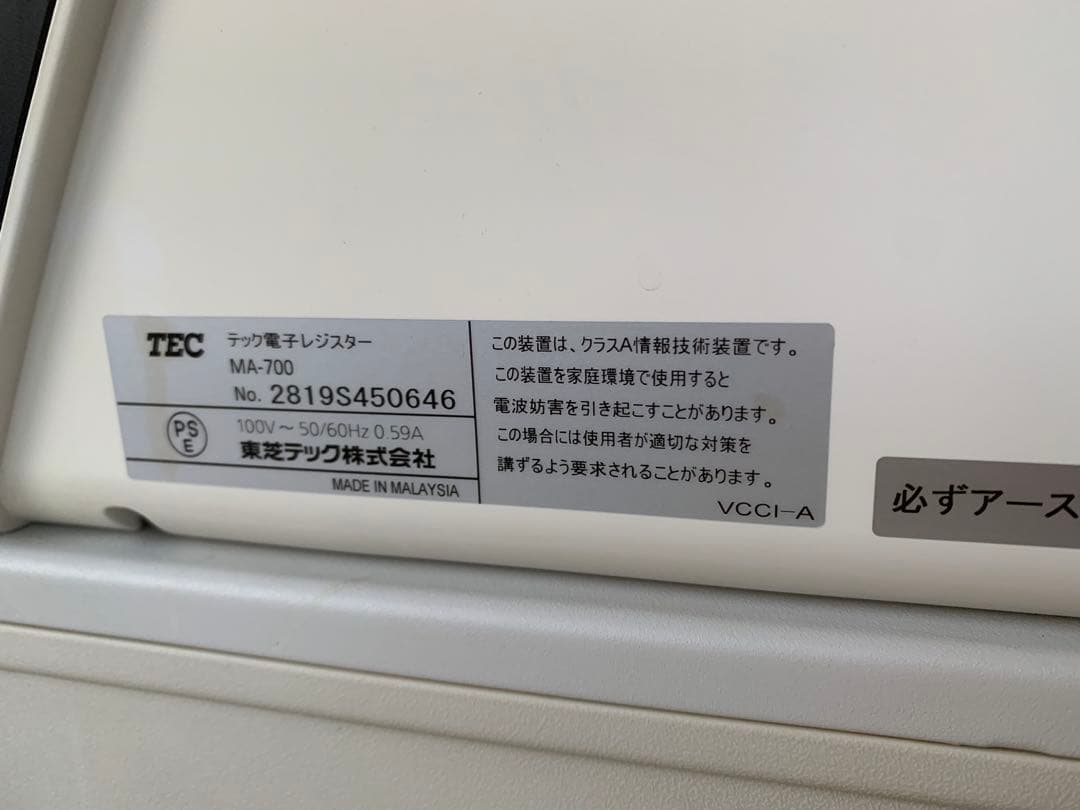 TEC テック電子レジスター
MA-700
No. 2819S450646
PS
E
100V～50/60Hz 0.59A
東芝テック株式会社
MADE IN MALAYSIA
この装置は、クラスA情報技術装置です。
この装置を家庭環境で使用すると
電波妨害を引き起こすことがあります。
この場合には使用者が適切な対策を
講ずるよう要求されることがあります。
VCCI-A
必ずアース